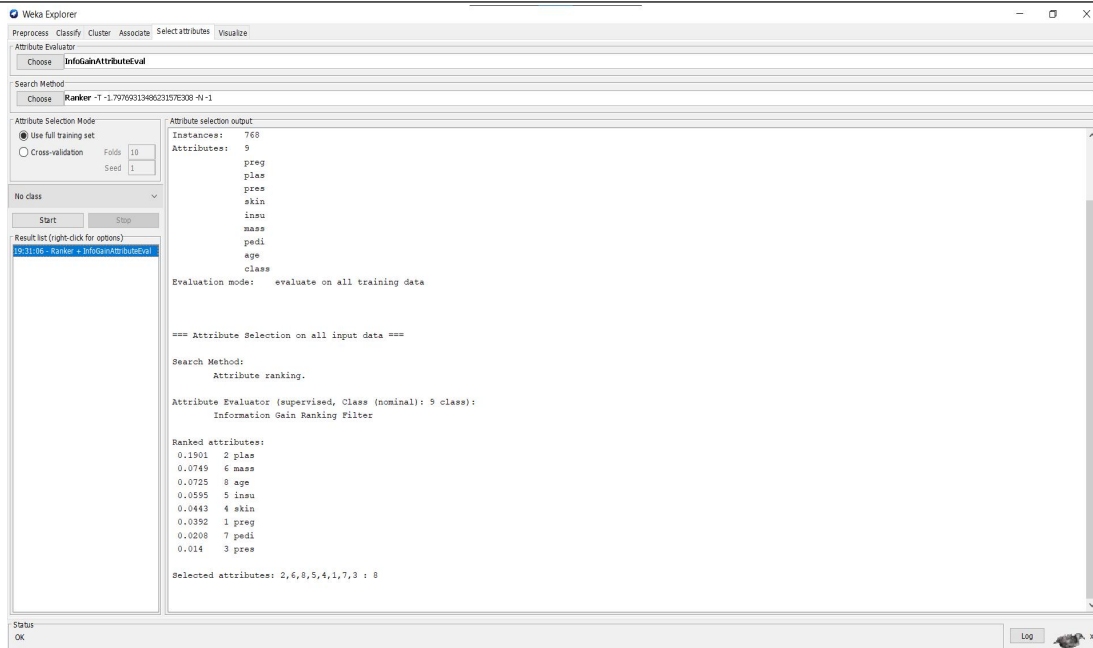 Weka Explorer
Preprocess Classify Cluster Associate Select attributes Visualize
Attribute Evaluator
Choose InfoGainAttributeEval
Search Method
Choose Ranker -T -1.7976931348623157E308 -N -1
Attribute Selection Mode
Use full training set
Cross-validation Folds 10
Seed 1
No class
Start Stop
Result list (right-click for options)
19:31:06 - Ranker + InfoGainAttributeEval
Attribute selection output
Instances: 768
Attributes: 9
preg
plas
pres
skin
insu
mass
pedi
age
class
Evaluation mode: evaluate on all training data
=== Attribute Selection on all input data ===
Search Method:
Attribute ranking.
Attribute Evaluator (supervised, Class (nominal): 9 class):
Information Gain Ranking Filter
Ranked attributes:
0.1901 2 plas
0.0749 6 mass
0.0725 8 age
0.0595 5 insu
0.0443 4 skin
0.0392 1 preg
0.0208 7 pedi
0.014 3 pres
Selected attributes: 2,6,8,5,4,1,7,3 : 8
Status
OK
Log x